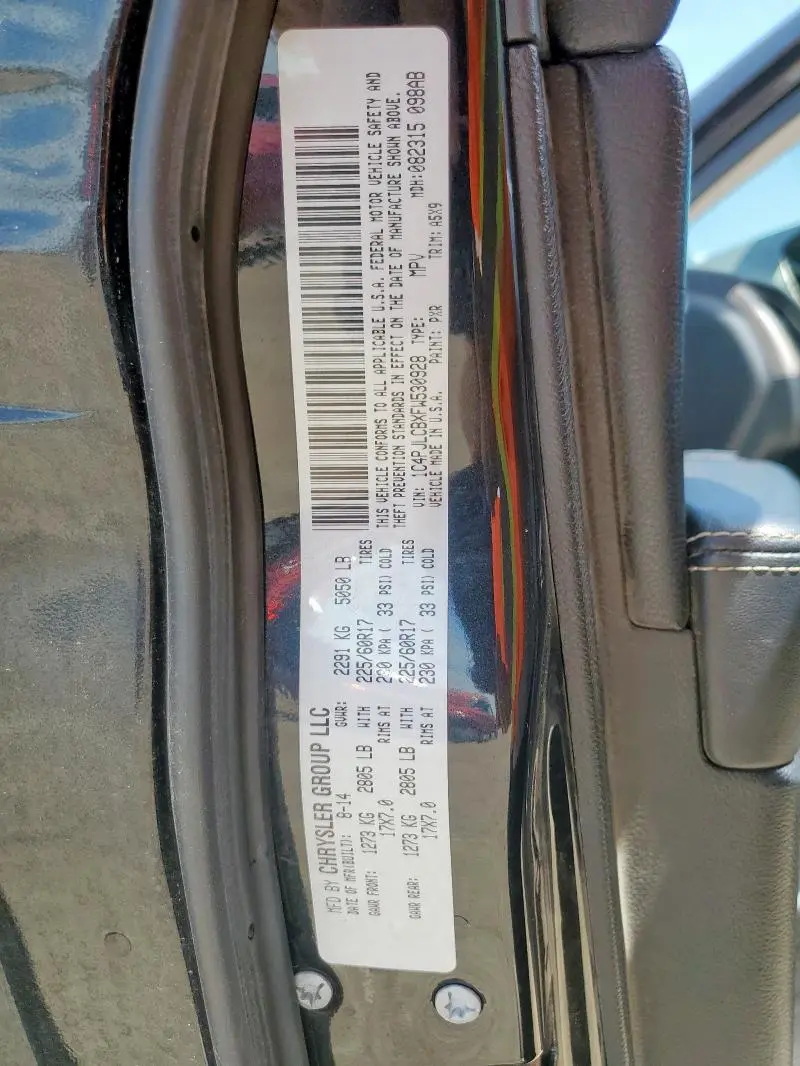 MFD BY CHRYSLER GROUP LLC
DATE OF MFR(BUILT): 8-14 GVWR: 2291 KG 5050 LB
GAWR FRONT: 1273 KG 2805 LB WITH 225/60R17 TIRES
17X7.0 RIMS AT 230 KPA ( 33 PSI) COLD
GAWR REAR: 1273 KG 2805 LB WITH 225/60R17 TIRES
17X7.0 RIMS AT 230 KPA ( 33 PSI) COLD
THIS VEHICLE CONFORMS TO ALL APPLICABLE U.S.A. FEDERAL MOTOR VEHICLE SAFETY AND
THEFT PREVENTION STANDARDS IN EFFECT ON THE DATE OF MANUFACTURE SHOWN ABOVE.
VIN: 1C4PJLCBXFW530928 TYPE: MPV MDH:082315 098AB
VEHICLE MADE IN U.S.A. PAINT: PXR TRIM: A5X9